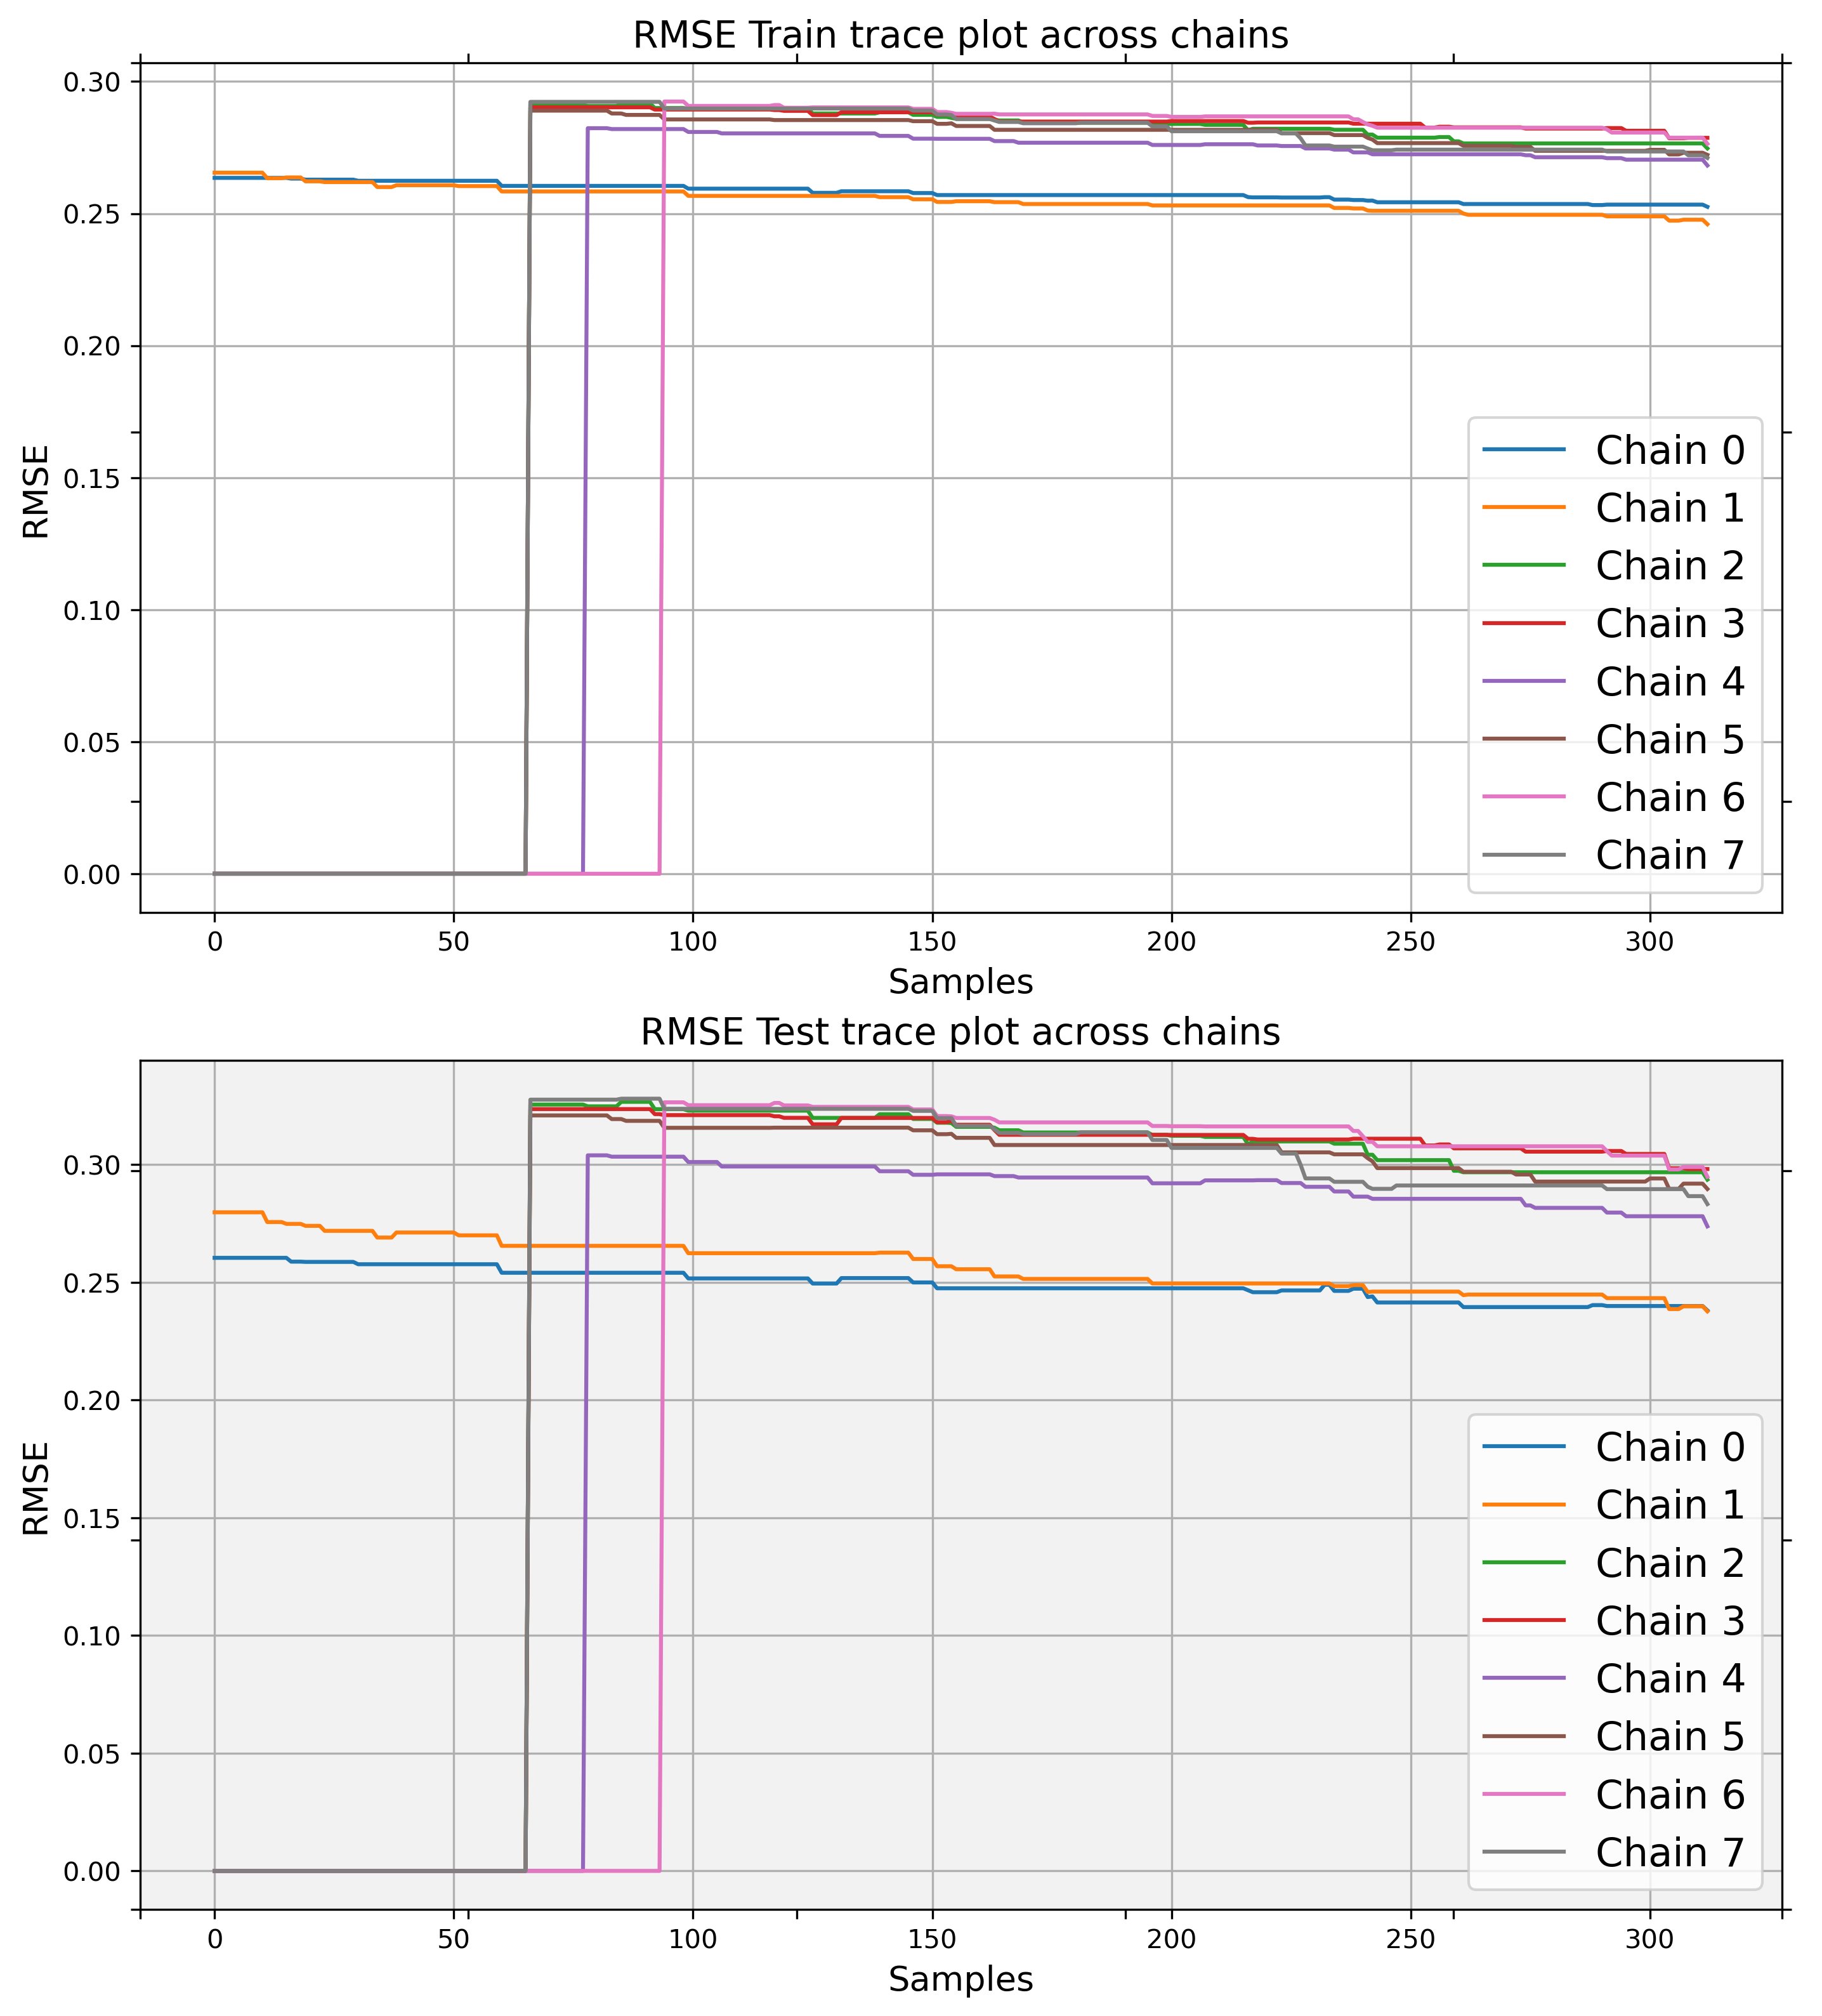 RMSE Train trace plot across chains
0.30
0.25
0.20
0.15
0.10
0.05
0.00
RMSE
Chain 0
Chain 1
Chain 2
Chain 3
Chain 4
Chain 5
Chain 6
Chain 7
0 50 100 150 200 250 300
Samples
RMSE Test trace plot across chains
0.30
0.25
0.20
0.15
0.10
0.05
0.00
RMSE
Chain 0
Chain 1
Chain 2
Chain 3
Chain 4
Chain 5
Chain 6
Chain 7
0 50 100 150 200 250 300
Samples